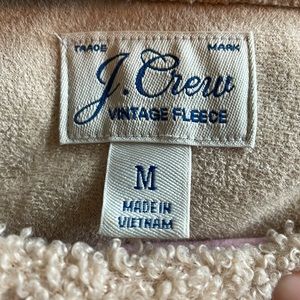 TRADE MARK
J. Crew
VINTAGE FLEECE
M
MADE IN
VIETNAM